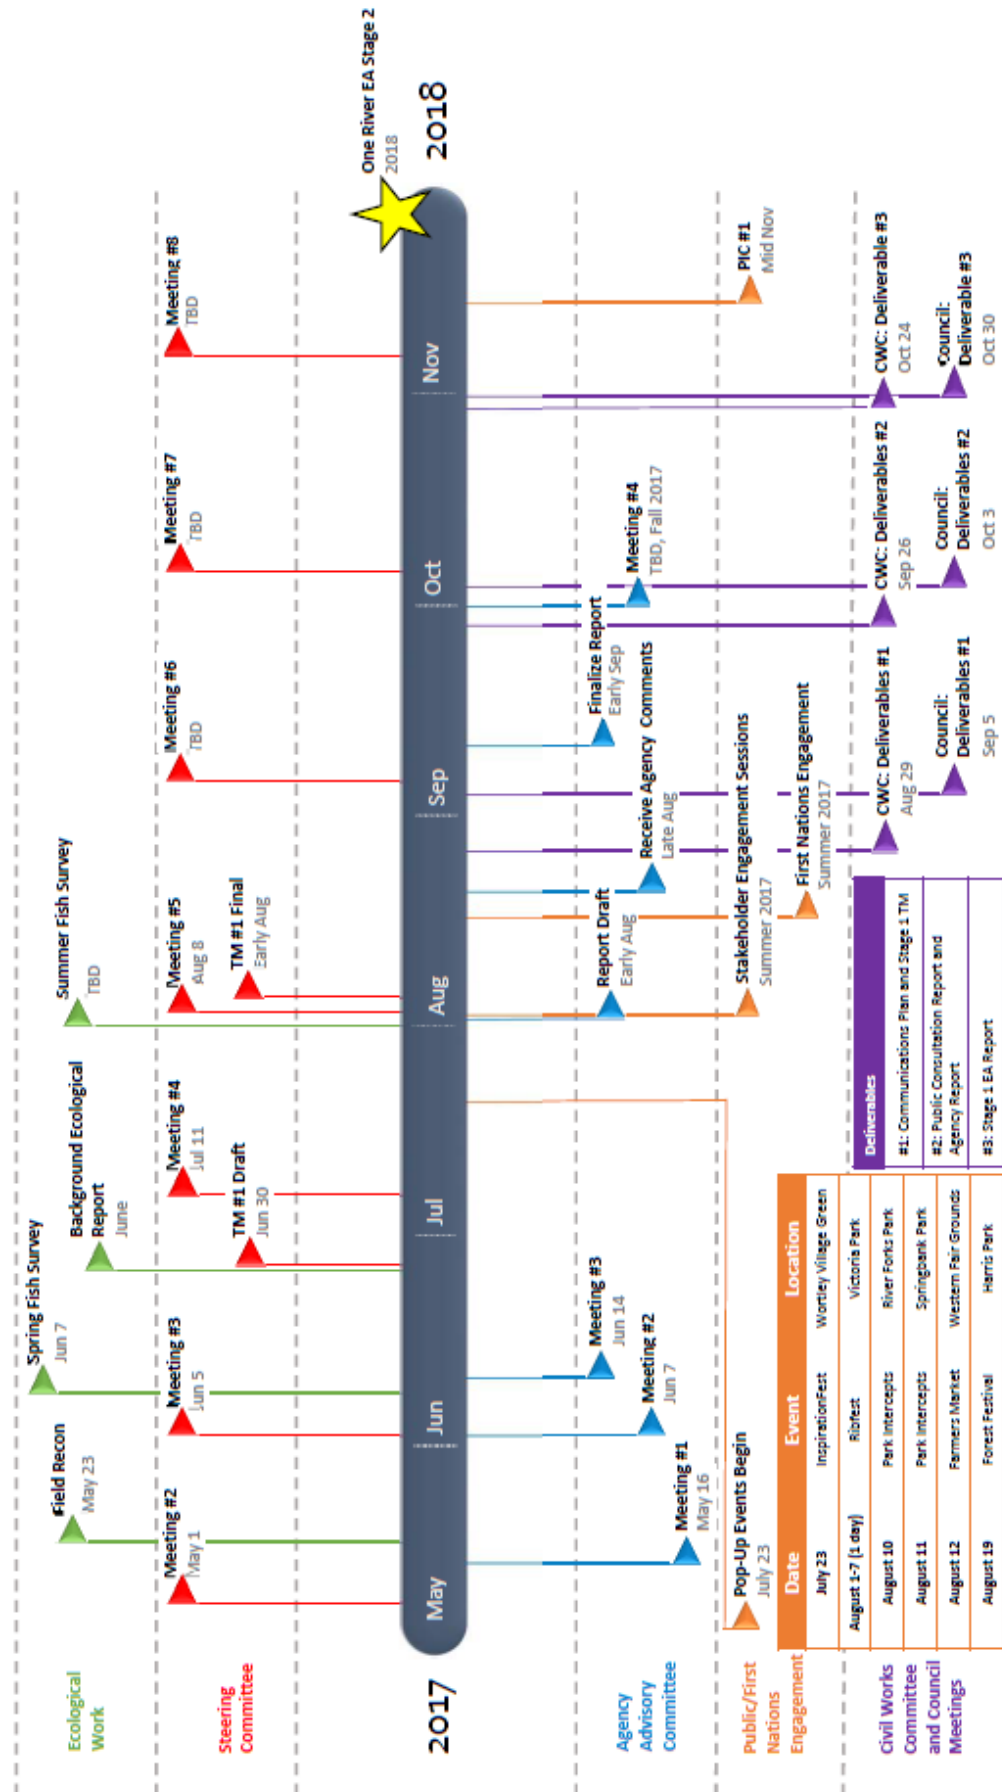 Ecological
Work
Field Recon
May 23
Spring Fish Survey
Jun 7
Background Ecological
Report
June
Summer Fish Survey
TBD
Steering
Committee
Meeting #2
May 1
Meeting #3
Jun 5
TM #1 Draft
Jun 30
Meeting #4
Jul 11
Meeting #5
Aug 8
TM #1 Final
Early Aug
Meeting #6
TBD
Meeting #7
TBD
Meeting #8
TBD
One River EA Stage 2
2018
2017
May
Jun
Jul
Aug
Sep
Oct
Nov
2018
Agency
Advisory
Committee
Meeting #1
May 16
Meeting #2
Jun 7
Meeting #3
Jun 14
Report Draft
Early Aug
Receive Agency Comments
Late Aug
Finalize Report
Early Sep
Meeting #4
TBD, Fall 2017
Public/First
Nations
Engagement
Pop-Up Events Begin
July 23
Stakeholder Engagement Sessions
Summer 2017
First Nations Engagement
Summer 2017
PIC #1
Mid Nov
Date Event Location
July 23 InspirationFest Wortley Village Green
August 1-7 (1 day) Ribfest Victoria Park
August 10 Park Intercepts River Forks Park
August 11 Park Intercepts Springbank Park
August 12 Farmers Market Western Fair Grounds
August 19 Forest Festival Harris Park
Civil Works
Committee
and Council
Meetings
Deliverables
#1: Communications Plan and Stage 1 TM
#2: Public Consultation Report and
Agency Report
#3: Stage 1 EA Report
CWC: Deliverables #1
Aug 29
Council:
Deliverables #1
Sep 5
CWC: Deliverables #2
Sep 26
Council:
Deliverables #2
Oct 3
CWC: Deliverable #3
Oct 24
Council:
Deliverable #3
Oct 30